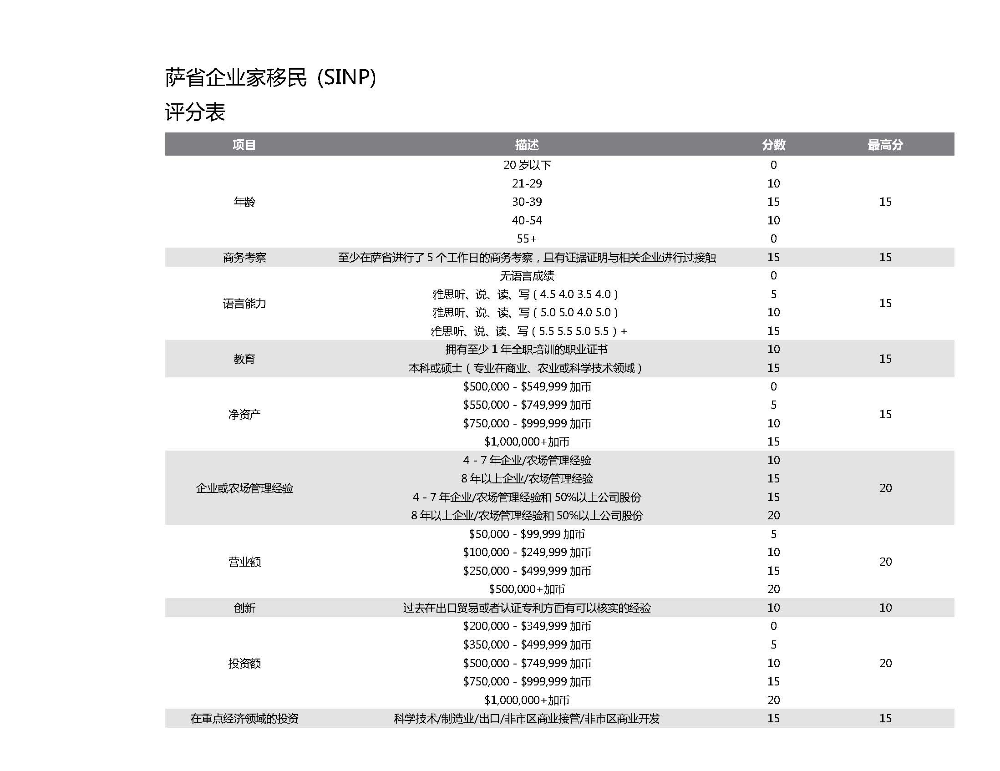 萨省企业家移民 (SINP)
评分表
项目 描述 分数 最高分
20 岁以下 0
21-29 10
年龄 30-39 15 15
40-54 10
55+ 0
商务考察 至少在萨省进行了 5 个工作日的商务考察，且有证据证明与相关企业进行过接触 15 15
无语言成绩 0
雅思听、说、读、写（4.5 4.0 3.5 4.0） 5
语言能力 15
雅思听、说、读、写（5.0 5.0 4.0 5.0） 10
雅思听、说、读、写（5.5 5.5 5.0 5.5）+ 15
拥有至少 1 年全职培训的职业证书 10
教育 15
本科或硕士（专业在商业、农业或科学技术领域） 15
$500,000 - $549,999 加币 0
$550,000 - $749,999 加币 5
净资产 15
$750,000 - $999,999 加币 10
$1,000,000+加币 15
4 - 7 年企业/农场管理经验 10
8 年以上企业/农场管理经验 15
企业或农场管理经验 20
4 - 7 年企业/农场管理经验和 50%以上公司股份 15
8 年以上企业/农场管理经验和 50%以上公司股份 20
$50,000 - $99,999 加币 5
$100,000 - $249,999 加币 10
营业额 20
$250,000 - $499,999 加币 15
$500,000+加币 20
创新 过去在出口贸易或者认证专利方面有可以核实的经验 10 10
$200,000 - $349,999 加币 0
$350,000 - $499,999 加币 5
投资额 $500,000 - $749,999 加币 10 20
$750,000 - $999,999 加币 15
$1,000,000+加币 20
在重点经济领域的投资 科学技术/制造业/出口/非市区商业接管/非市区商业开发 15 15